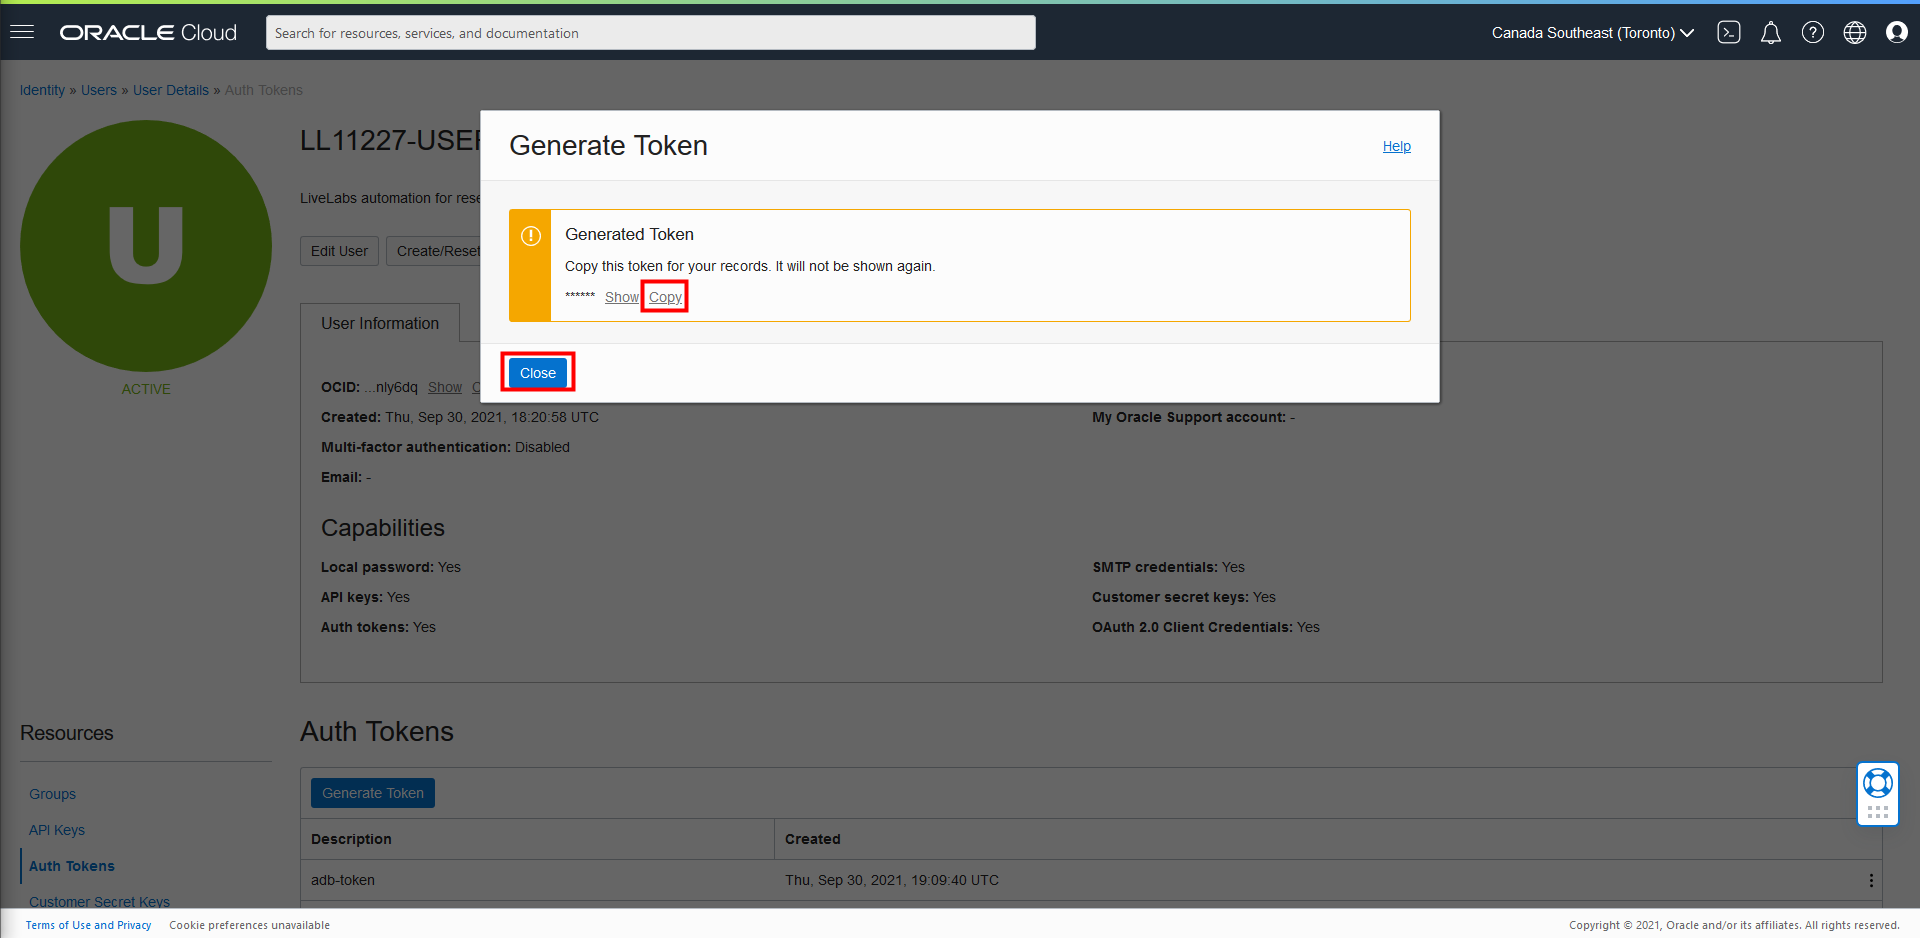 ORACLE Cloud
Search for resources, services, and documentation
Canada Southeast (Toronto)
Identity » Users » User Details » Auth Tokens
U
ACTIVE
LL11227-USER
LiveLabs automation for rese
Edit User
Create/Reset
Generate Token
Help
Generated Token
Copy this token for your records. It will not be shown again.
****** Show Copy
Close
User Information
OCID: ...nly6dq Show C
Created: Thu, Sep 30, 2021, 18:20:58 UTC
Multi-factor authentication: Disabled
Email: -
My Oracle Support account: -
Capabilities
Local password: Yes
API keys: Yes
Auth tokens: Yes
SMTP credentials: Yes
Customer secret keys: Yes
OAuth 2.0 Client Credentials: Yes
Resources
Groups
API Keys
Auth Tokens
Customer Secret Keys
Auth Tokens
Generate Token
Description Created
adb-token Thu, Sep 30, 2021, 19:09:40 UTC
Terms of Use and Privacy Cookie preferences unavailable
Copyright © 2021, Oracle and/or its affiliates. All rights reserved.